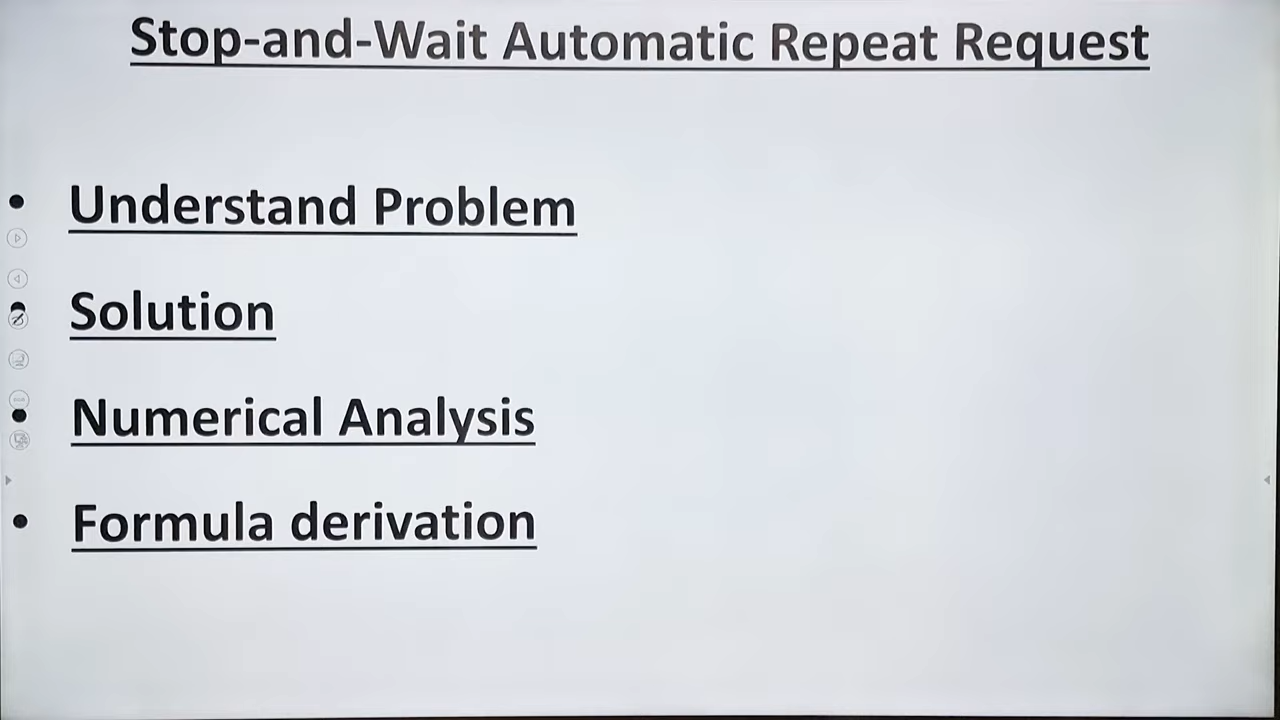 Stop-and-Wait Automatic Repeat Request
• Understand Problem
• Solution
• Numerical Analysis
• Formula derivation